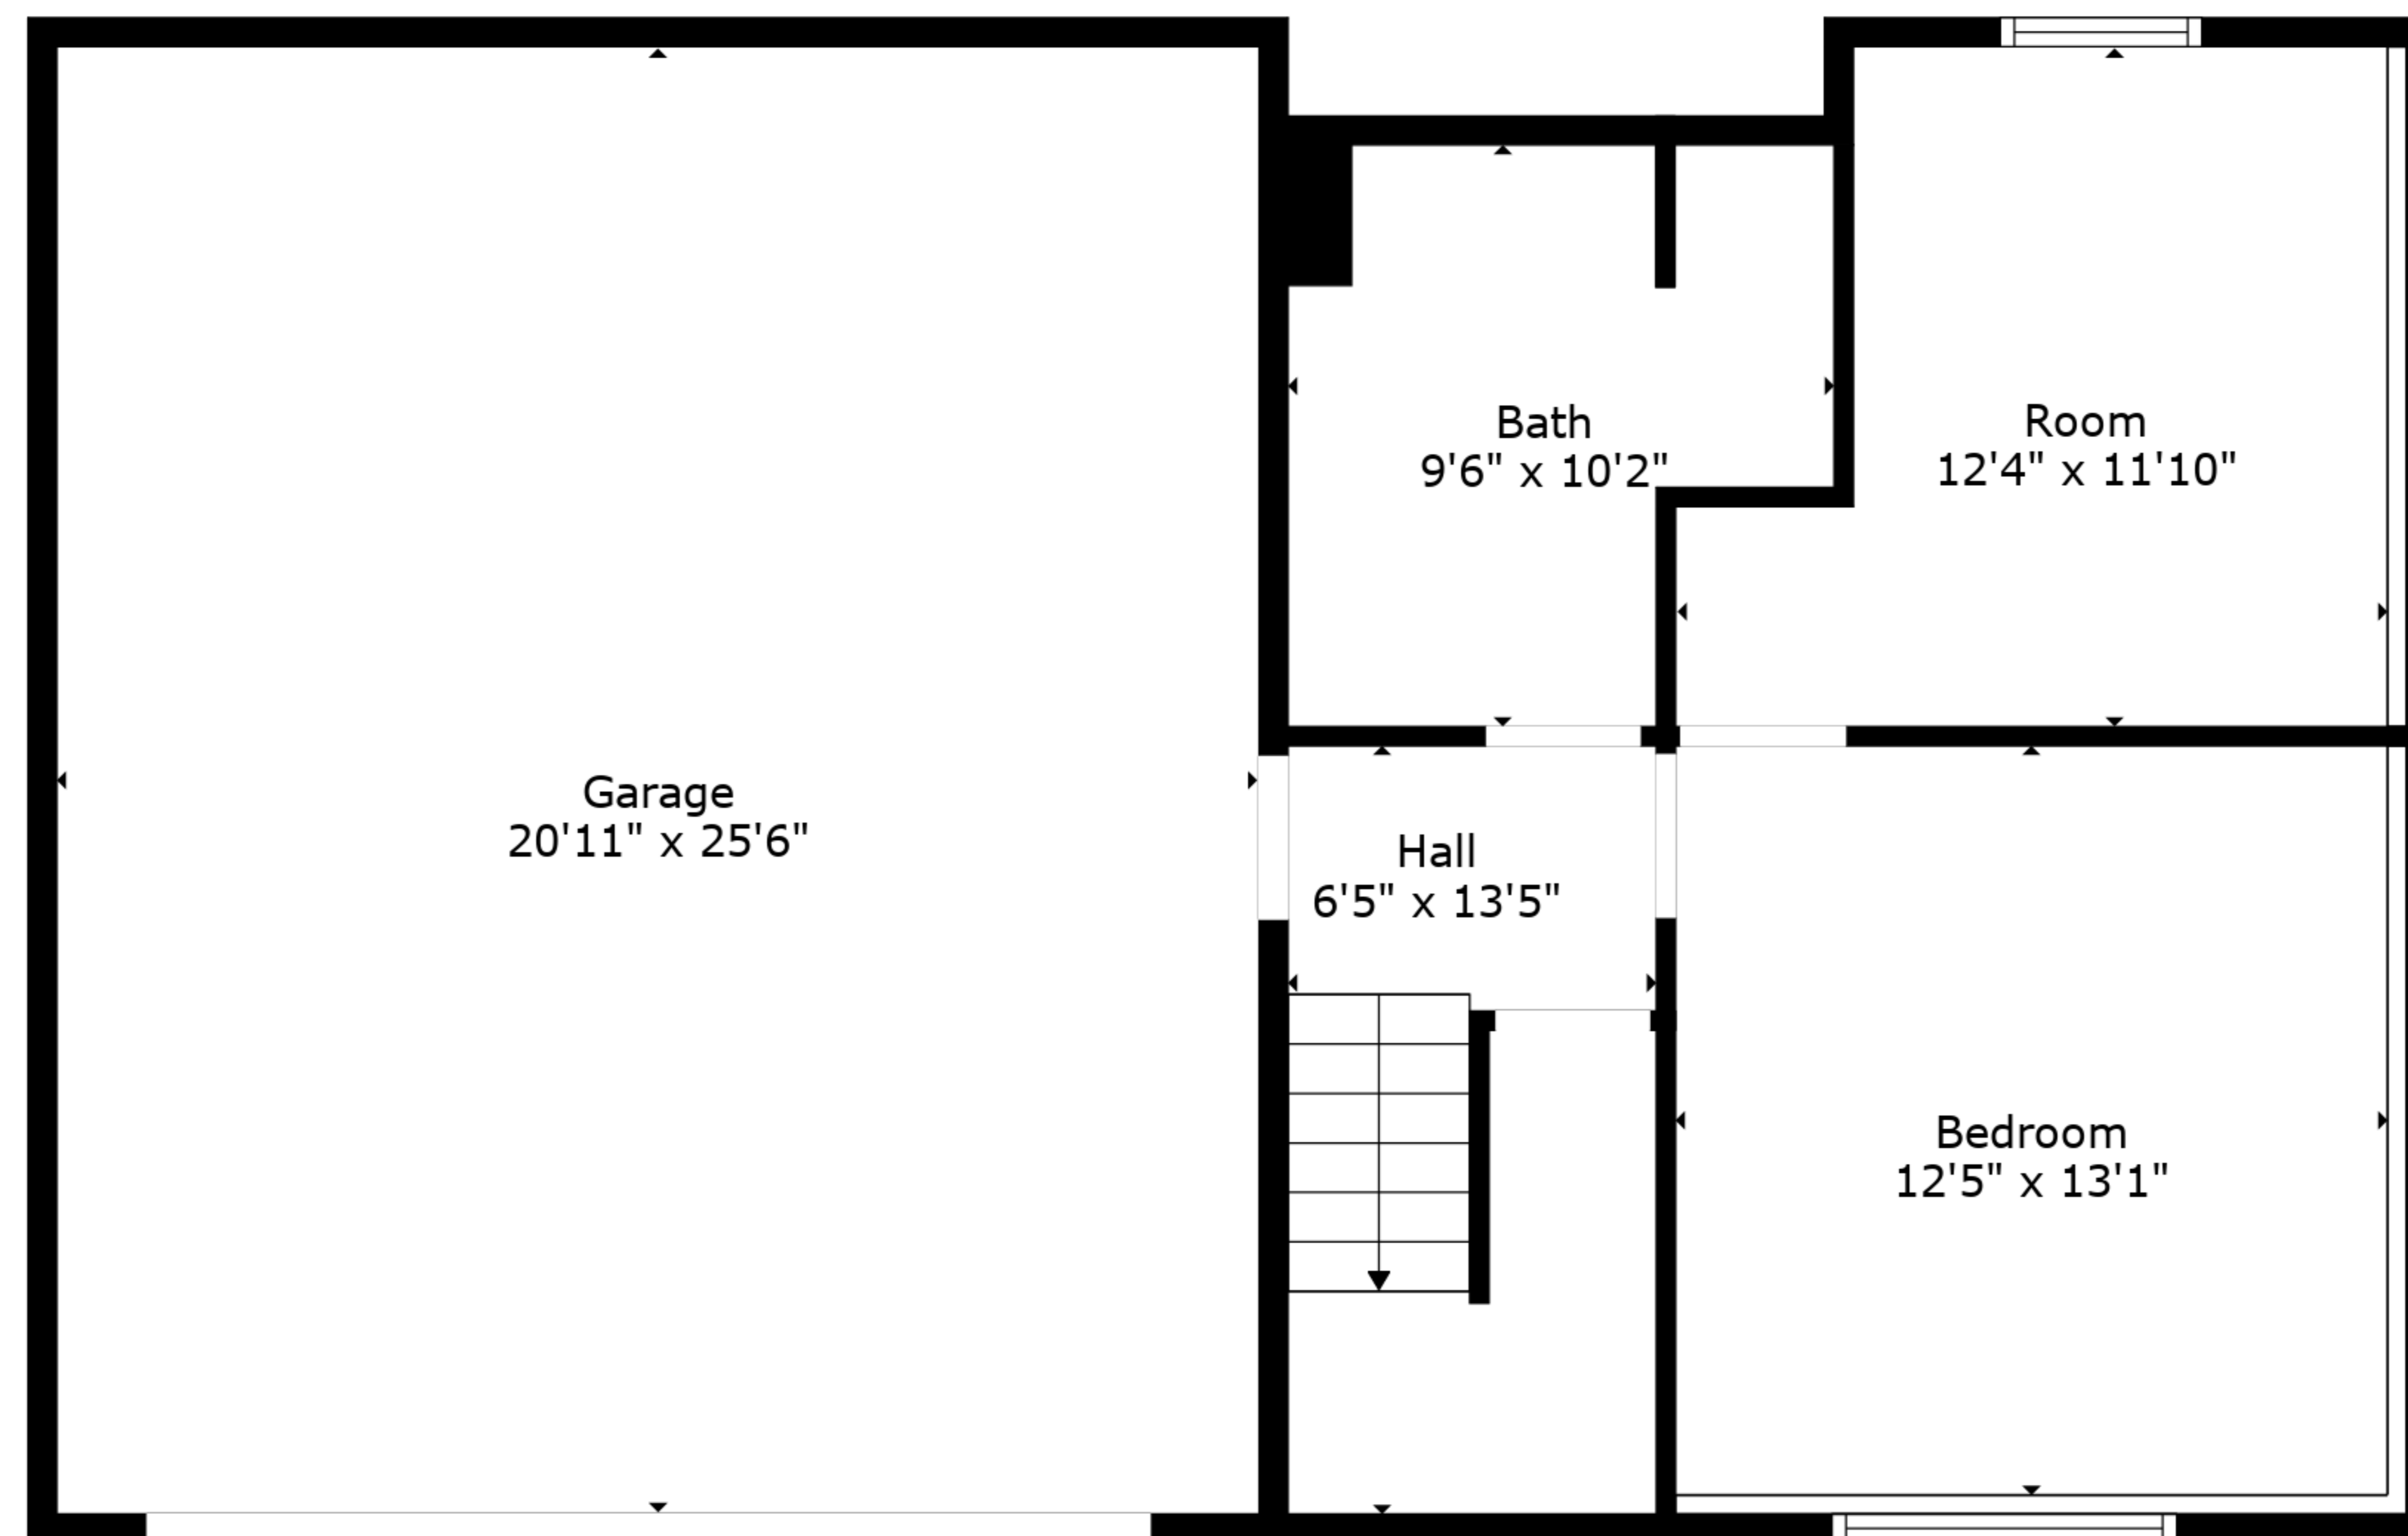 Bath
9'6" x 10'2"
Room
12'4" x 11'10"
Garage
20'11" x 25'6"
Hall
6'5" x 13'5"
Bedroom
12'5" x 13'1"